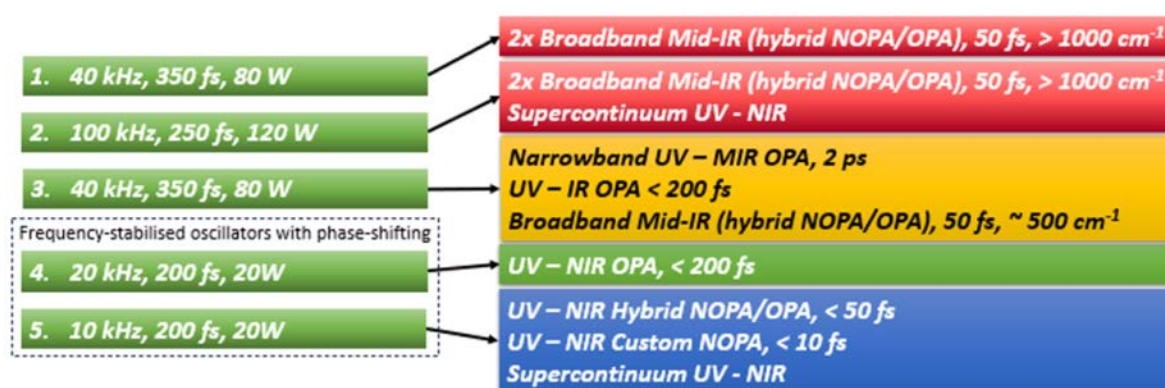 1. 40 kHz, 350 fs, 80 W
2. 100 kHz, 250 fs, 120 W
3. 40 kHz, 350 fs, 80 W
Frequency-stabilised oscillators with phase-shifting
4. 20 kHz, 200 fs, 20W
5. 10 kHz, 200 fs, 20W
2x Broadband Mid-IR (hybrid NOPA/OPA), 50 fs, > 1000 cm⁻¹
2x Broadband Mid-IR (hybrid NOPA/OPA), 50 fs, > 1000 cm⁻¹
Supercontinuum UV - NIR
Narrowband UV – MIR OPA, 2 ps
UV – IR OPA < 200 fs
Broadband Mid-IR (hybrid NOPA/OPA), 50 fs, ~ 500 cm⁻¹
UV – NIR OPA, < 200 fs
UV – NIR Hybrid NOPA/OPA, < 50 fs
UV – NIR Custom NOPA, < 10 fs
Supercontinuum UV - NIR